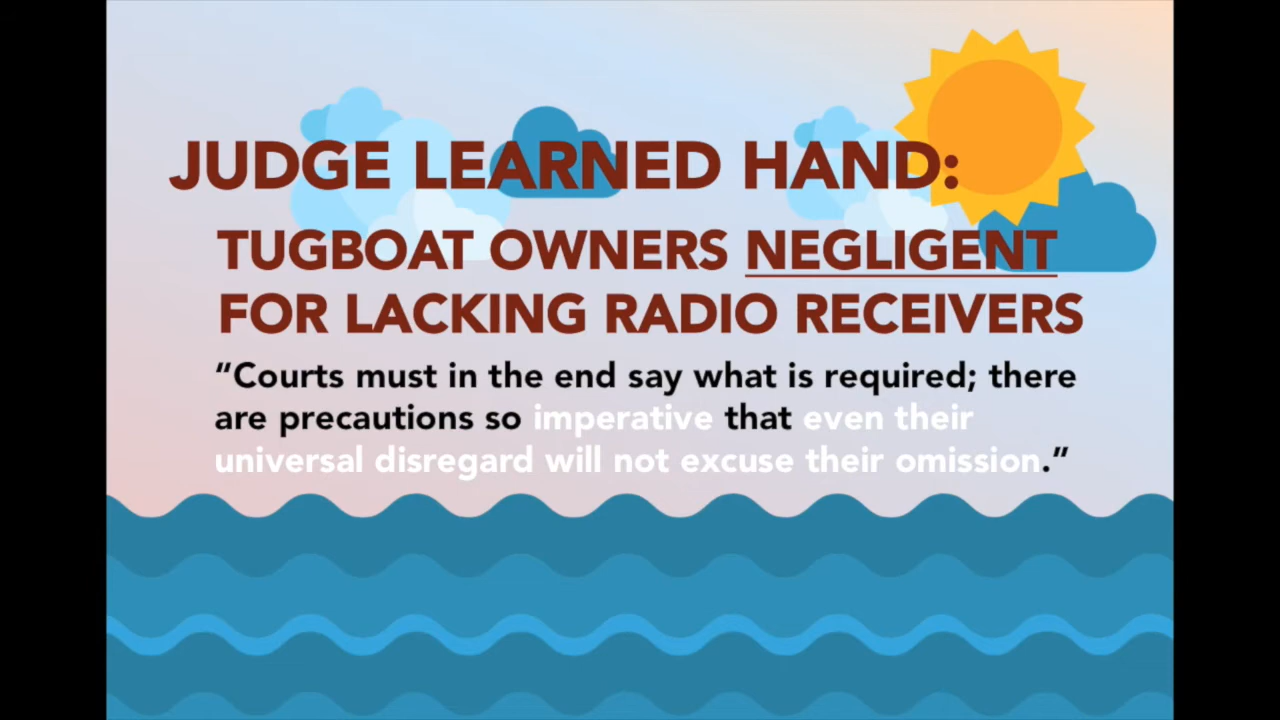 JUDGE LEARNED HAND:
TUGBOAT OWNERS NEGLIGENT
FOR LACKING RADIO RECEIVERS
“Courts must in the end say what is required; there
are precautions so imperative that even their
universal disregard will not excuse their omission.”